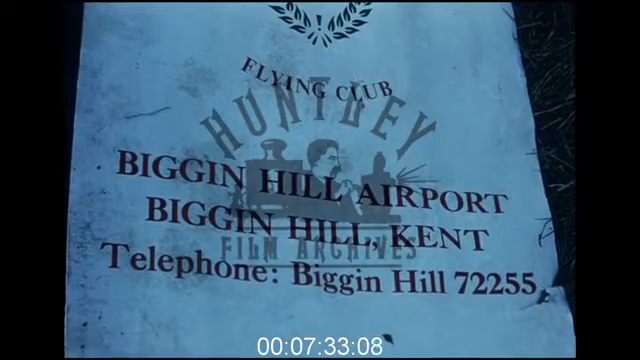 FLYING CLUB
HUNTLEY
BIGGIN HILL AIRPORT
BIGGIN HILL, KENT
FILM ARCHIVES
Telephone: Biggin Hill 72255
00:07:33:08